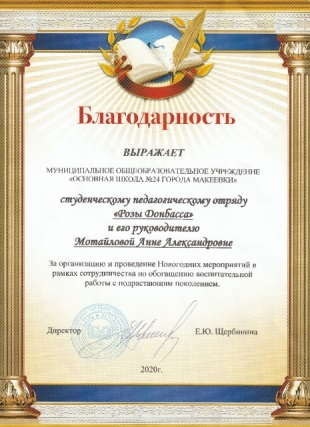 Благодарность
ВЫРАЖАЕТ
МУНИЦИПАЛЬНОЕ ОБЩЕОБРАЗОВАТЕЛЬНОЕ УЧРЕЖДЕНИЕ
«ОСНОВНАЯ ШКОЛА №24 ГОРОДА МАКЕЕВКИ»
студенческому педагогическому отряду
«Розы Донбасса»
и его руководителю
Мотайловой Анне Александровне
За организацию и проведение Новогодних мероприятий в
рамках сотрудничества по обогащению воспитательной
работы с подрастающим поколением.
Директор Е.Ю. Щербинина
2020г.